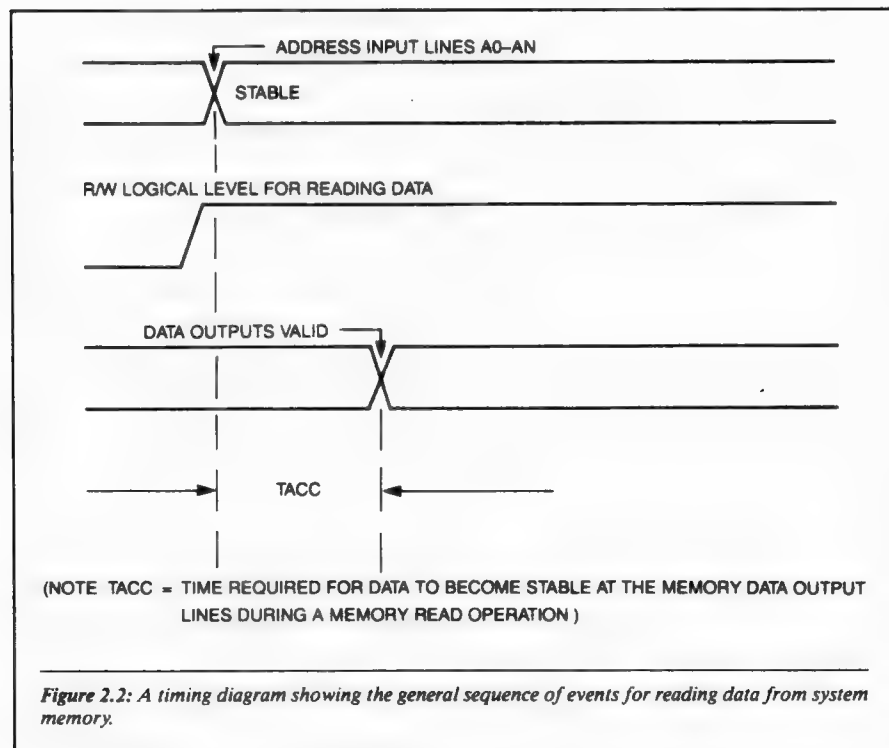 ADDRESS INPUT LINES A0–AN
STABLE
R/W LOGICAL LEVEL FOR READING DATA
DATA OUTPUTS VALID
TACC
(NOTE TACC = TIME REQUIRED FOR DATA TO BECOME STABLE AT THE MEMORY DATA OUTPUT
LINES DURING A MEMORY READ OPERATION )
Figure 2.2: A timing diagram showing the general sequence of events for reading data from system
memory.